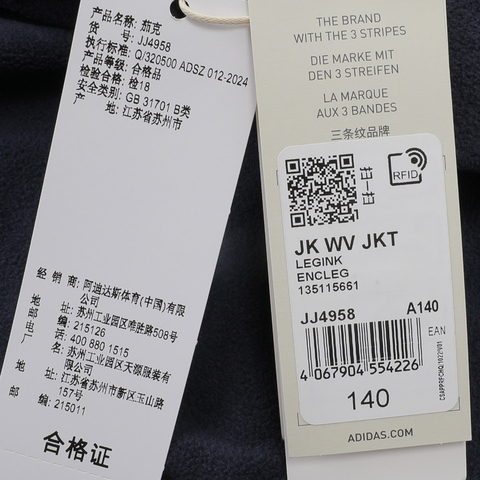 产品名称: 茄克
货 号: JJ4958
执行标准: Q/320500 ADSZ 012-2024
产品等级: 合格品
检验合格: 检18
安全类别: GB 31701 B类
产 地: 江苏省苏州市
经 销 商: 阿迪达斯体育(中国)有限
公司
地 址: 苏州工业园区唯胜路508号
邮 编: 215126
电 话: 400 880 1515
厂 名: 苏州工业园区天源服装有
限公司
地 址: 江苏省苏州市新区玉山路
157号
邮 编: 215011
合格证
THE BRAND
WITH THE 3 STRIPES
DIE MARKE MIT
DEN 3 STREIFEN
LA MARQUE
AUX 3 BANDES
三条纹品牌
RFID
JK WV JKT
LEGINK
ENCLEG
135115661
JJ4958 A140
EAN
4067904554226
140
ADIDAS.COM